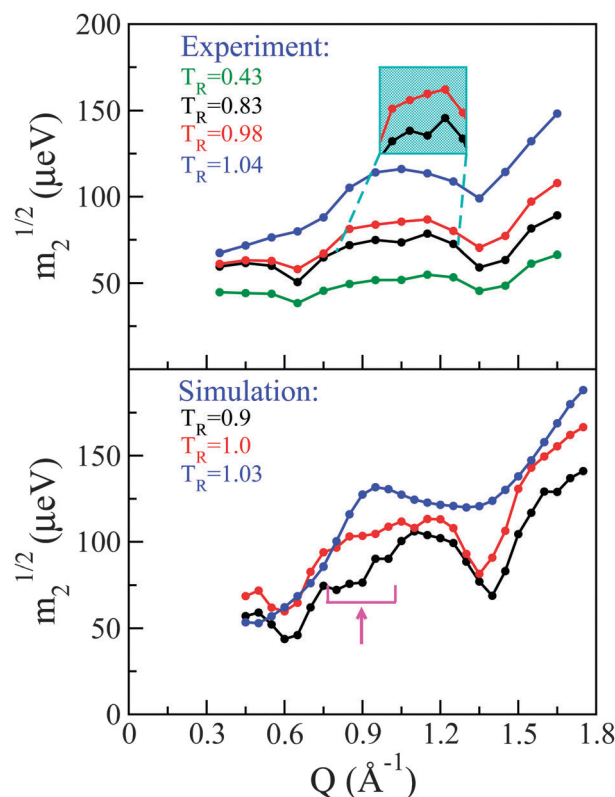 200
Experiment:
T_R=0.43
T_R=0.83
T_R=0.98
T_R=1.04
150
100
50
m_2^{1/2} (μeV)
Simulation:
T_R=0.9
T_R=1.0
T_R=1.03
150
100
50
0
m_2^{1/2} (μeV)
0 0.3 0.6 0.9 1.2 1.5 1.8
Q (Å^{-1})